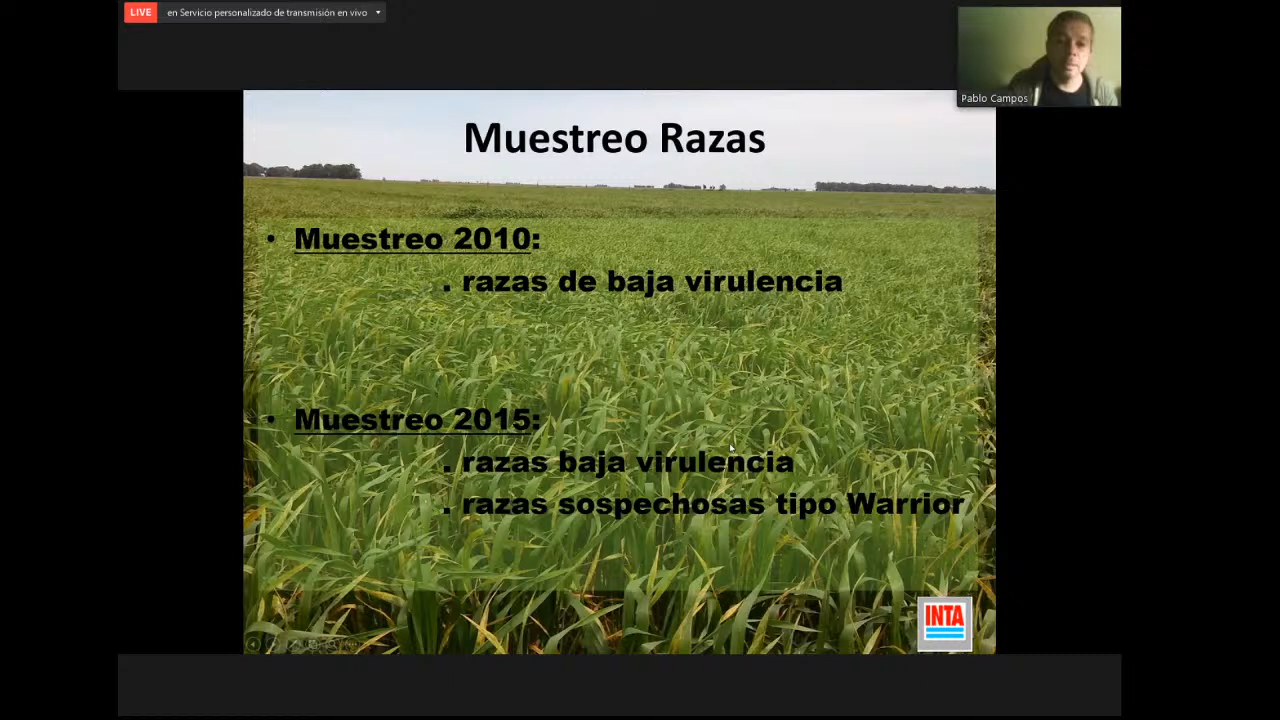 LIVE en Servicio personalizado de transmisión en vivo
Pablo Campos
Muestreo Razas
• Muestreo 2010:
. razas de baja virulencia
• Muestreo 2015:
. razas baja virulencia
. razas sospechosas tipo Warrior
INTA